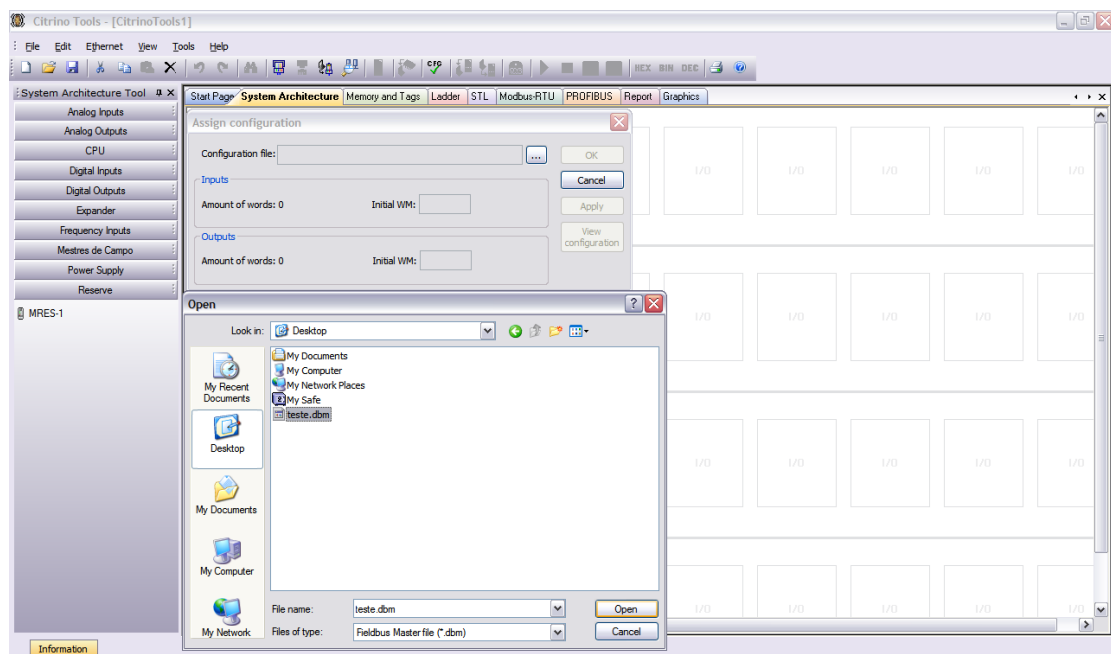 Citrino Tools - [CitrinoTools1]
File Edit Ethernet View Tools Help
CFG HEX BIN DEC
System Architecture Tool
Start Page System Architecture Memory and Tags Ladder STL Modbus-RTU PROFIBUS Report Graphics
Analog Inputs
Analog Outputs
CPU
Digital Inputs
Digital Outputs
Expander
Frequency Inputs
Mestres de Campo
Power Supply
Reserve
MRES-1
Assign configuration
Configuration file: ... OK
Inputs Cancel
Amount of words: 0 Initial WM: Apply
Outputs View configuration
Amount of words: 0 Initial WM:
I/O I/O I/O I/O I/O
Open
Look in: Desktop
My Documents
My Computer
My Network Places
My Safe
teste.dbm
My Recent
Documents
Desktop
My Documents
My Computer
My Network
File name: teste.dbm Open
Files of type: Fieldbus Master file (*.dbm) Cancel
I/O I/O I/O I/O I/O
I/O I/O I/O I/O I/O
I/O I/O I/O I/O I/O
Information